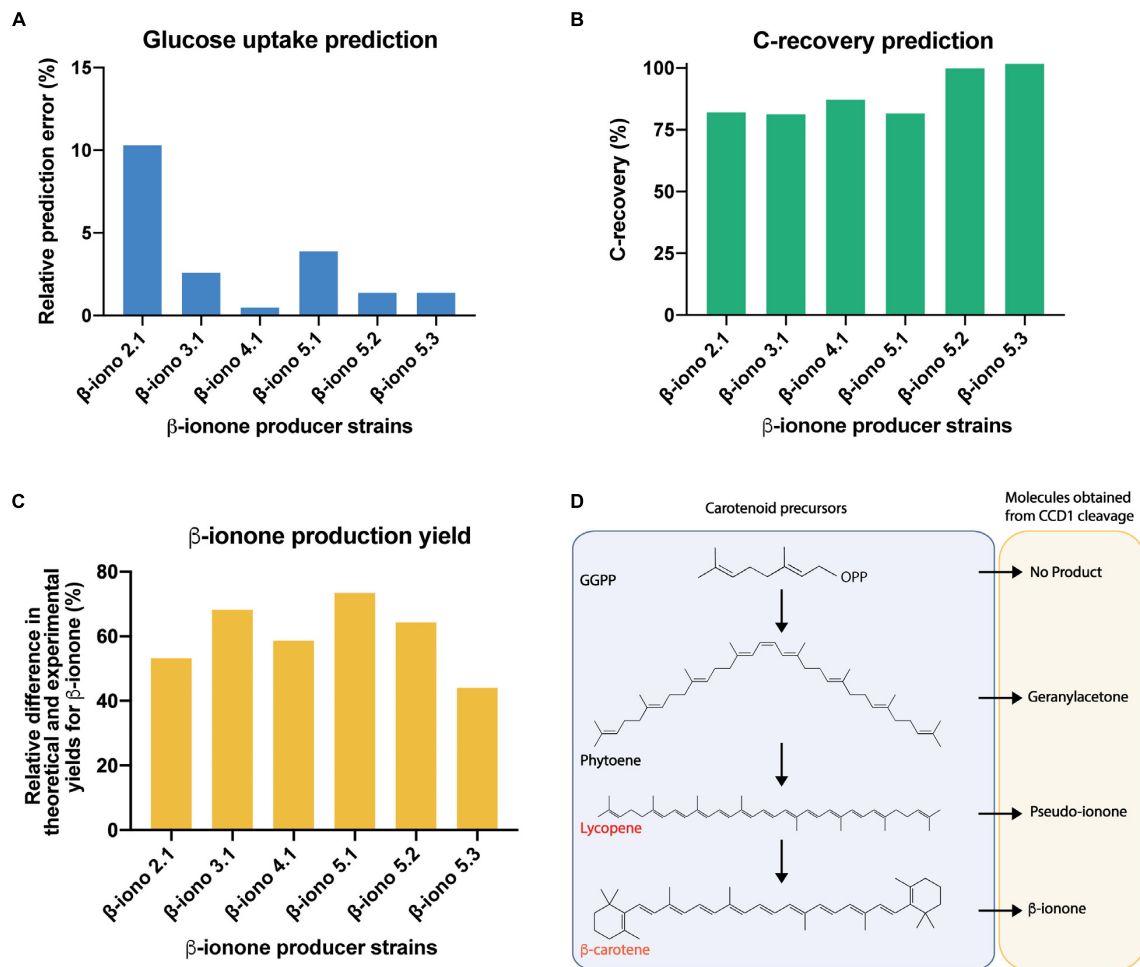 A
Glucose uptake prediction
Relative prediction error (%)
15
10
5
0
β-iono 2.1
β-iono 3.1
β-iono 4.1
β-iono 5.1
β-iono 5.2
β-iono 5.3
β-ionone producer strains
B
C-recovery prediction
C-recovery (%)
100
75
50
25
0
β-iono 2.1
β-iono 3.1
β-iono 4.1
β-iono 5.1
β-iono 5.2
β-iono 5.3
β-ionone producer strains
C
β-ionone production yield
Relative difference in
theoretical and experimental
yields for β-ionone (%)
80
60
40
20
0
β-iono 2.1
β-iono 3.1
β-iono 4.1
β-iono 5.1
β-iono 5.2
β-iono 5.3
β-ionone producer strains
D
Carotenoid precursors
Molecules obtained
from CCD1 cleavage
GGPP
OPP
No Product
Phytoene
Geranylacetone
Lycopene
Pseudo-ionone
β-carotene
β-ionone